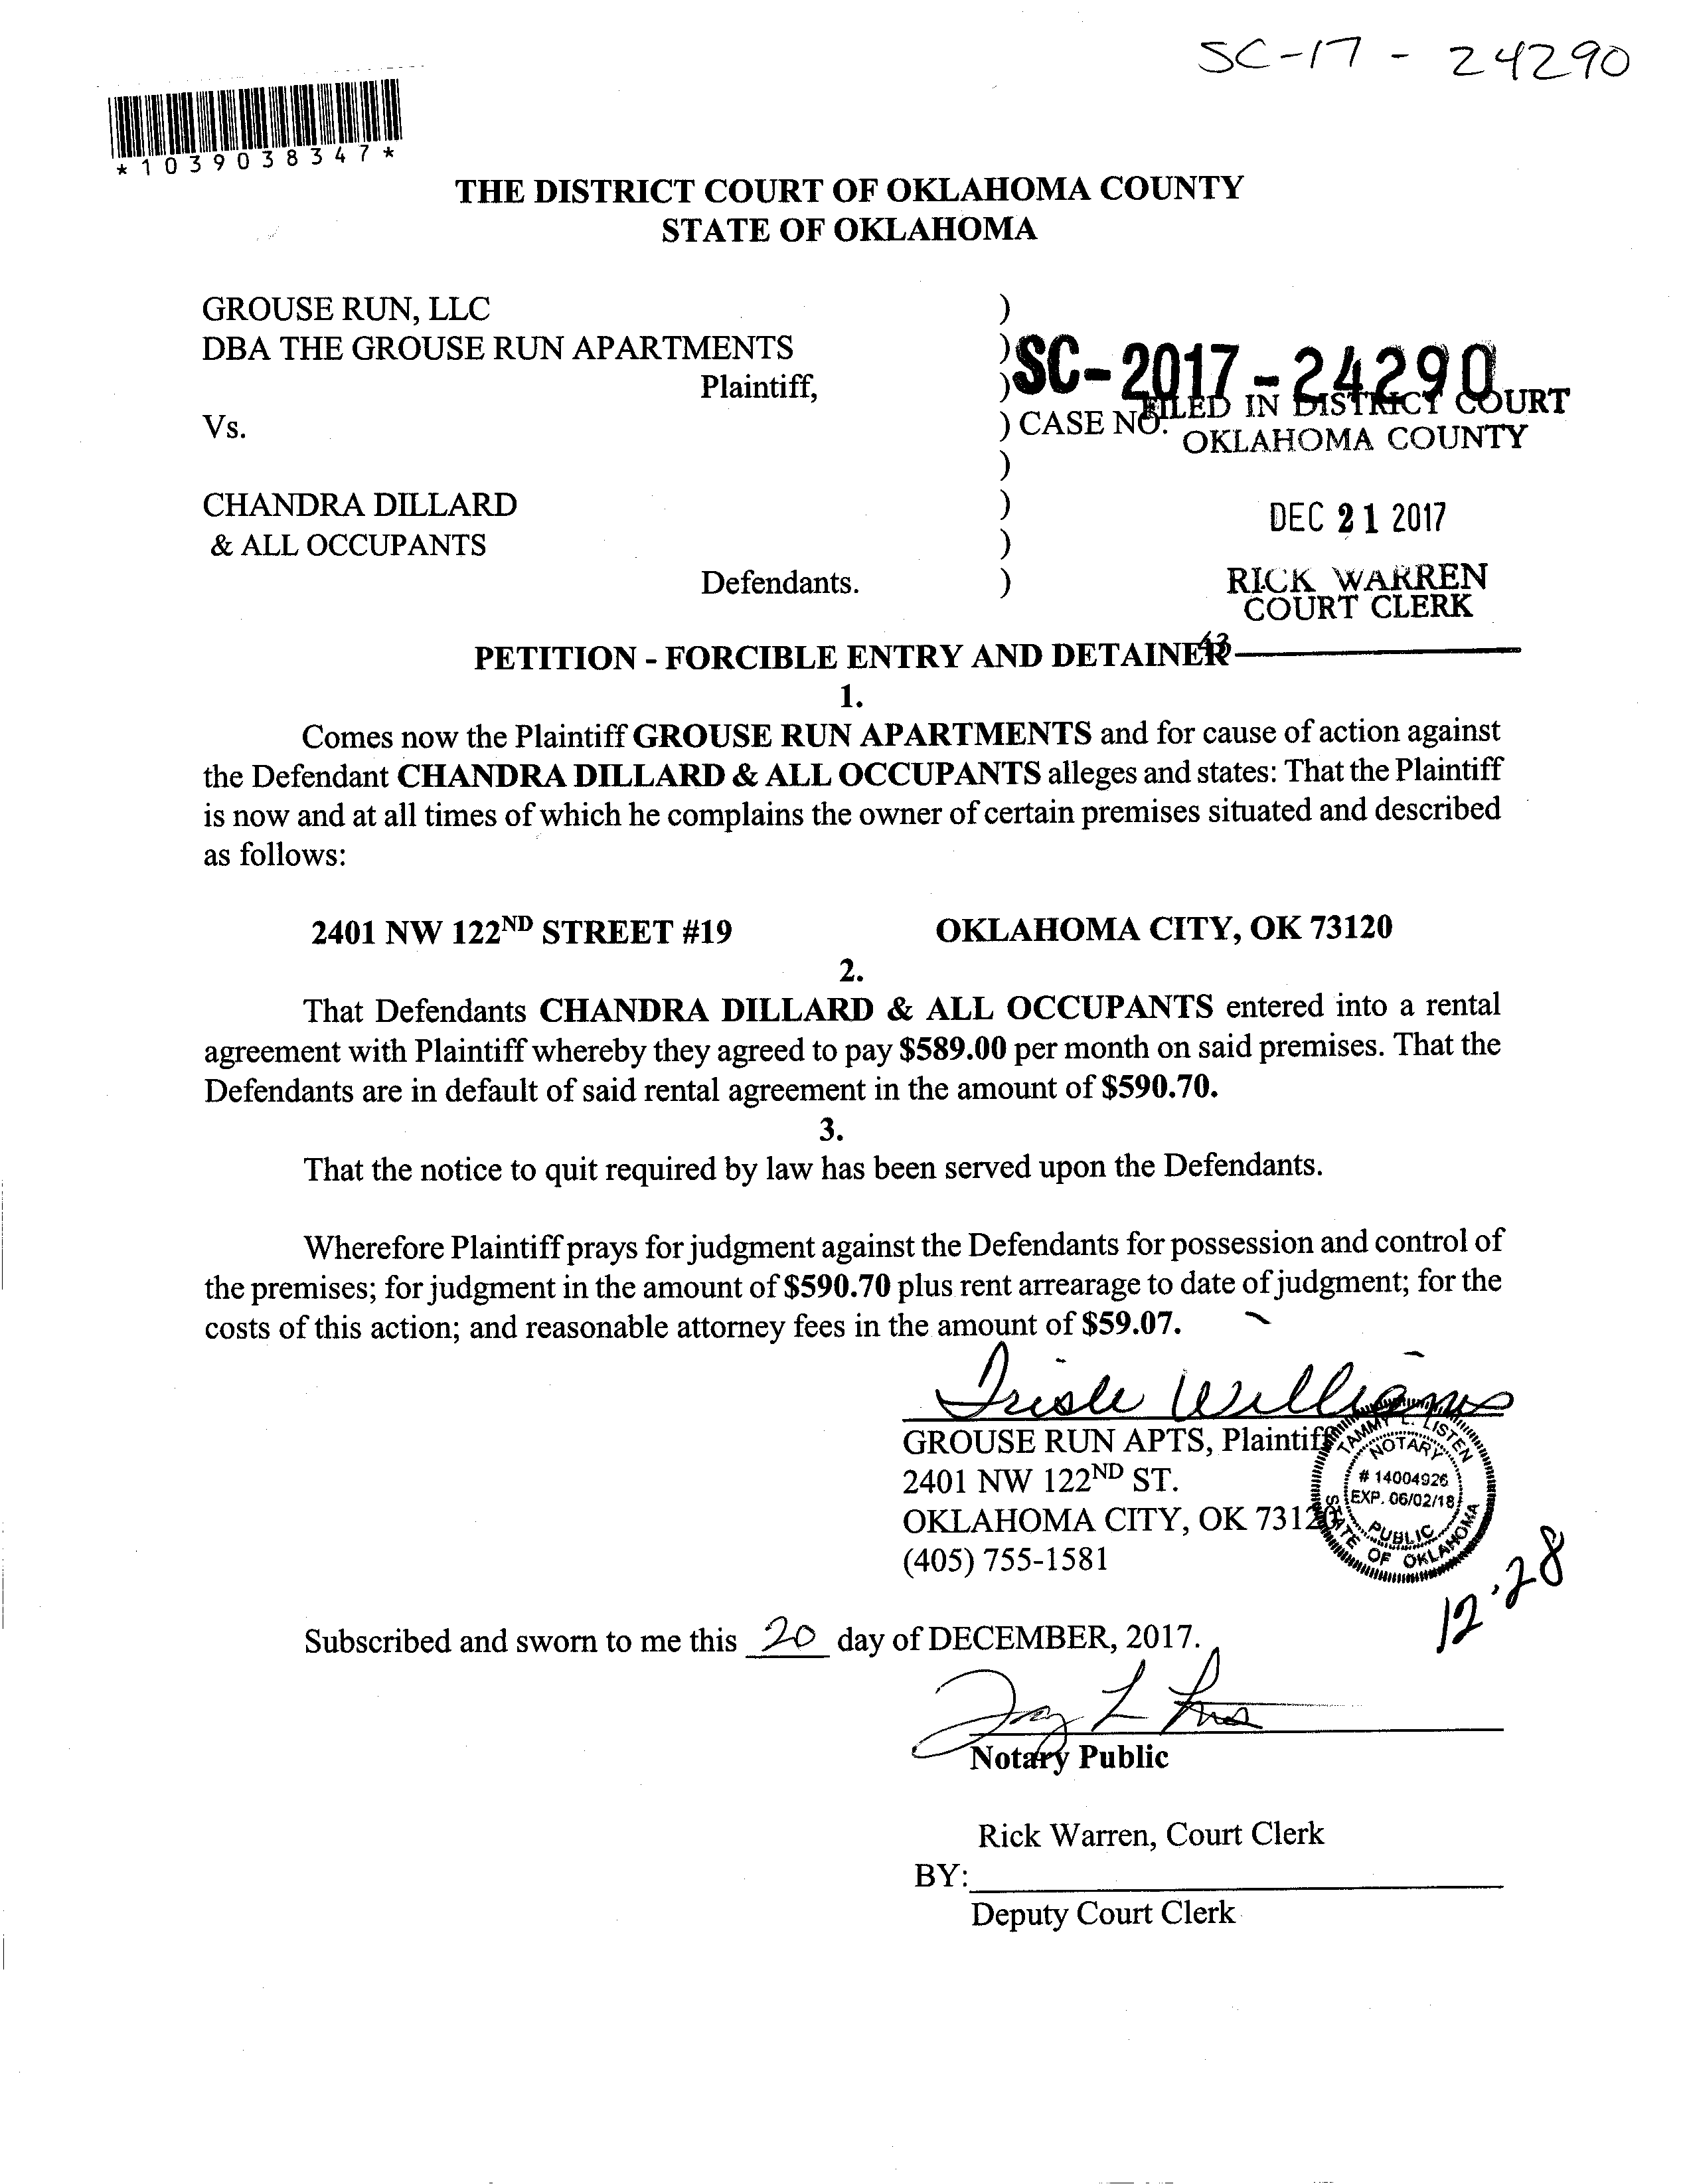 SC-17 - 24290
*1039038347*
THE DISTRICT COURT OF OKLAHOMA COUNTY
STATE OF OKLAHOMA
GROUSE RUN, LLC )
DBA THE GROUSE RUN APARTMENTS ) SC-2017-24290
Plaintiff, )
FILED IN DISTRICT COURT
Vs. ) CASE NO.
OKLAHOMA COUNTY
)
CHANDRA DILLARD ) DEC 21 2017
& ALL OCCUPANTS )
Defendants. ) RICK WARREN
COURT CLERK
43
PETITION - FORCIBLE ENTRY AND DETAINER
1.
Comes now the Plaintiff GROUSE RUN APARTMENTS and for cause of action against
the Defendant CHANDRA DILLARD & ALL OCCUPANTS alleges and states: That the Plaintiff
is now and at all times of which he complains the owner of certain premises situated and described
as follows:
2401 NW 122ND STREET #19 OKLAHOMA CITY, OK 73120
2.
That Defendants CHANDRA DILLARD & ALL OCCUPANTS entered into a rental
agreement with Plaintiff whereby they agreed to pay $589.00 per month on said premises. That the
Defendants are in default of said rental agreement in the amount of $590.70.
3.
That the notice to quit required by law has been served upon the Defendants.
Wherefore Plaintiff prays for judgment against the Defendants for possession and control of
the premises; for judgment in the amount of $590.70 plus rent arrearage to date of judgment; for the
costs of this action; and reasonable attorney fees in the amount of $59.07.
Trisle Williams
GROUSE RUN APTS, Plaintiff
2401 NW 122ND ST.
OKLAHOMA CITY, OK 73120
(405) 755-1581
TAMMY L. LISTEN
NOTARY
# 14004926
EXP. 06/02/18
PUBLIC
STATE OF OKLAHOMA
12-28
Subscribed and sworn to me this 20 day of DECEMBER, 2017.
Notary Public
Rick Warren, Court Clerk
BY:
Deputy Court Clerk